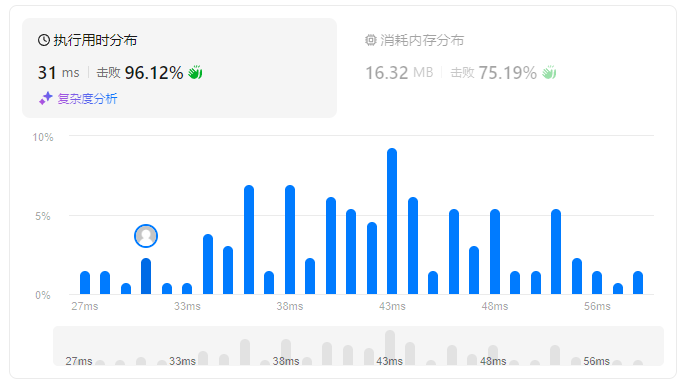 执行用时分布
31 ms 击败 96.12%
复杂度分析
消耗内存分布
16.32 MB 击败 75.19%
10%
5%
0%
27ms 33ms 38ms 43ms 48ms 56ms
27ms 33ms 38ms 43ms 48ms 56ms